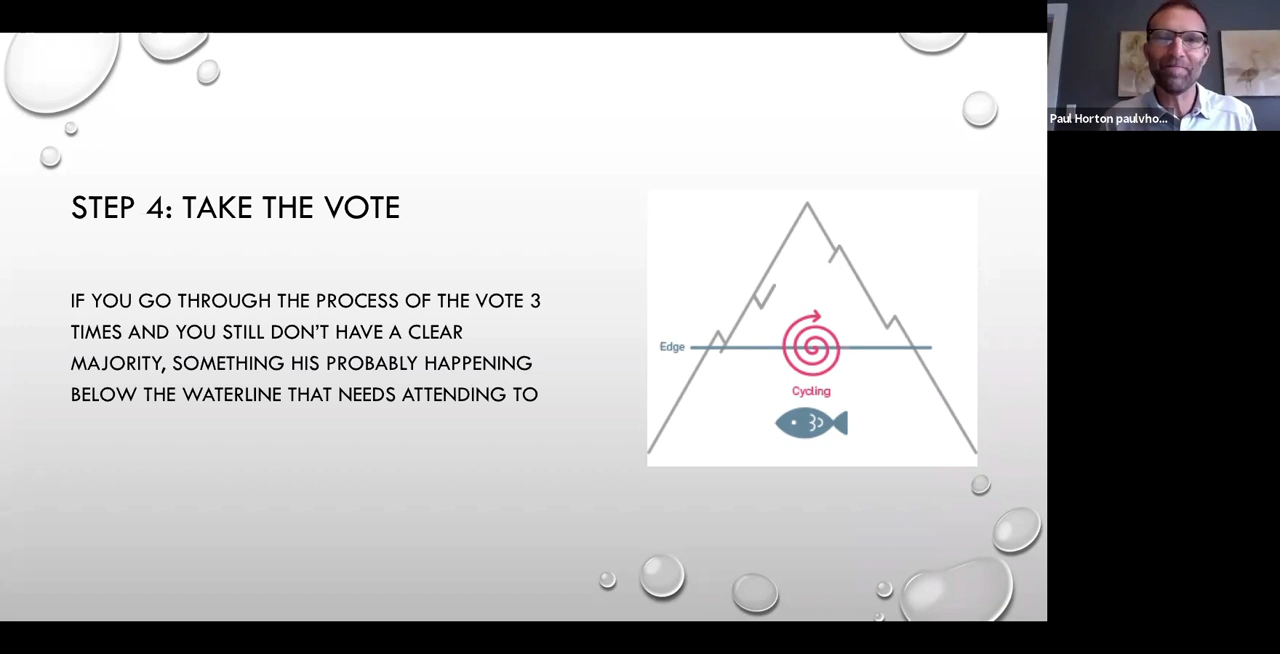 STEP 4: TAKE THE VOTE
IF YOU GO THROUGH THE PROCESS OF THE VOTE 3
TIMES AND YOU STILL DON'T HAVE A CLEAR
MAJORITY, SOMETHING HIS PROBABLY HAPPENING
BELOW THE WATERLINE THAT NEEDS ATTENDING TO
Edge
Cycling
Paul Horton paulvho...